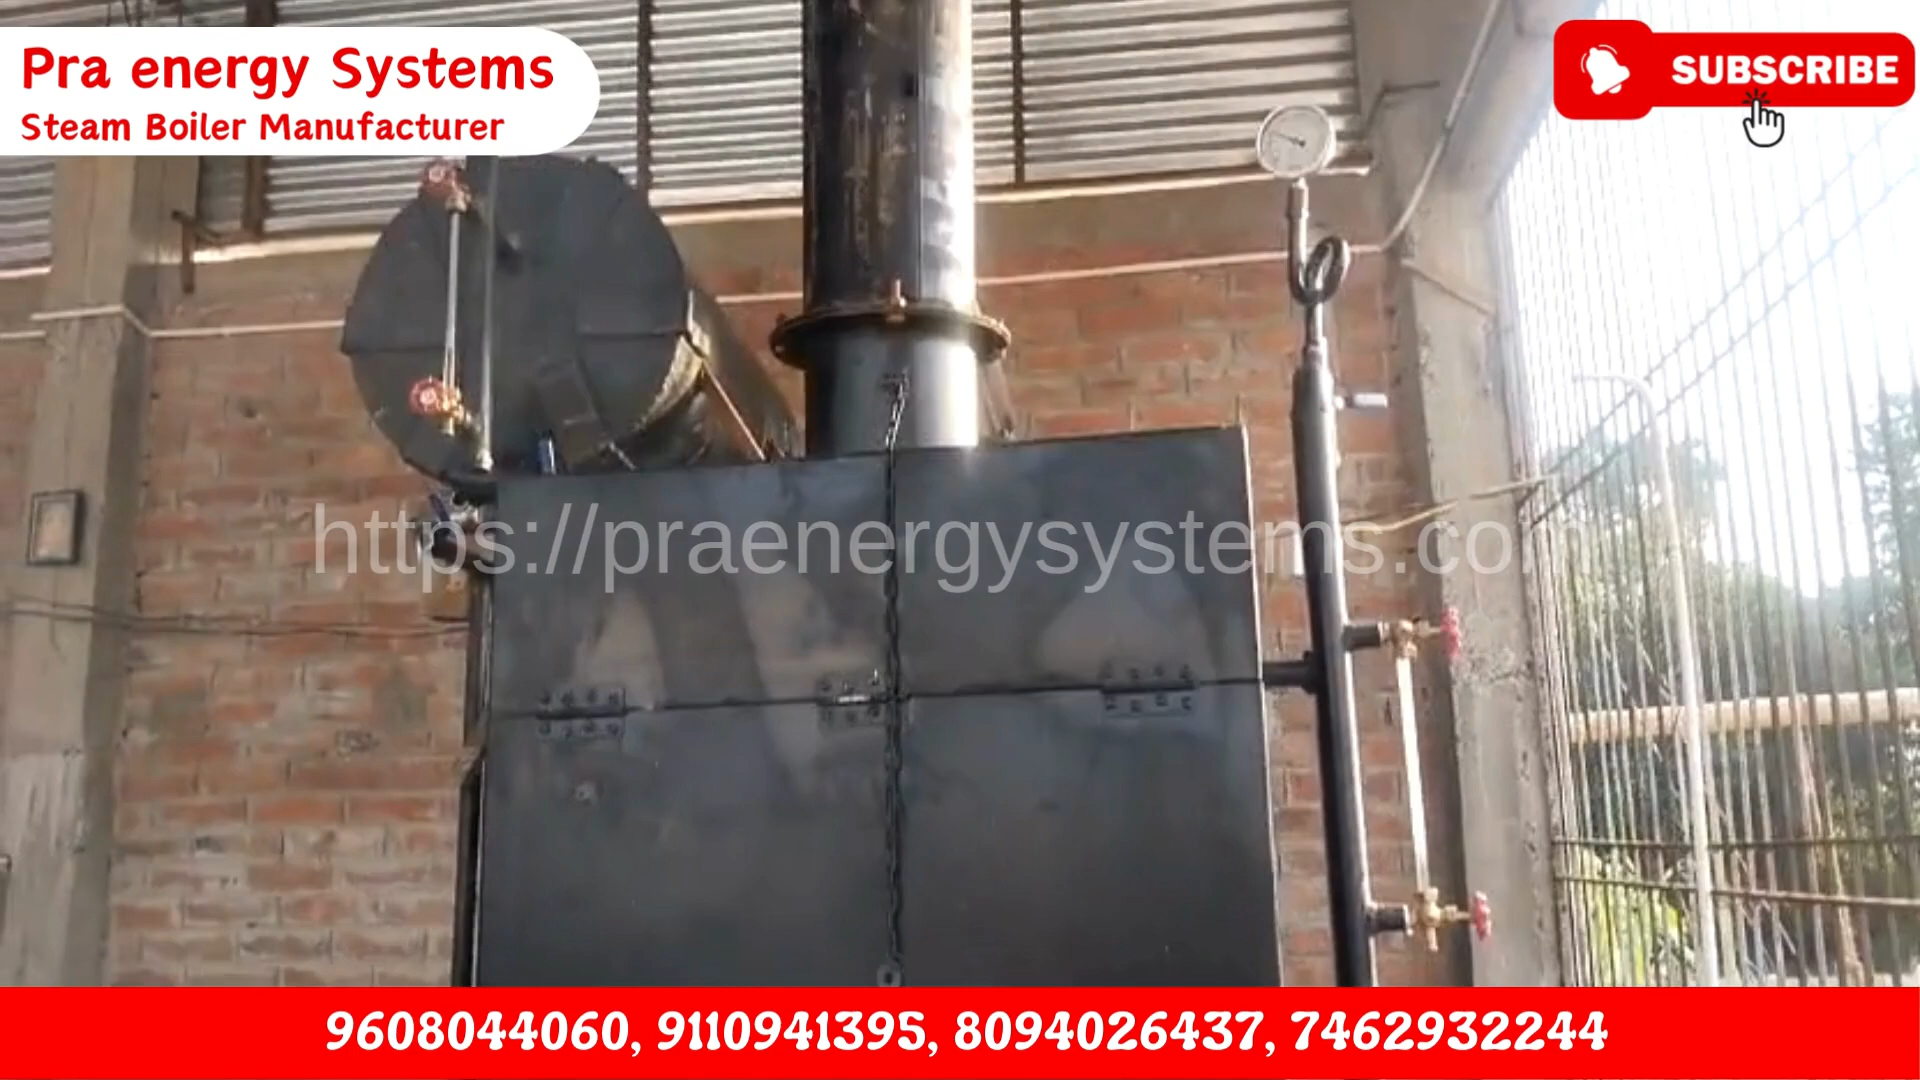 Pra energy Systems
Steam Boiler Manufacturer
SUBSCRIBE
https://praenergysystems.com
9608044060, 9110941395, 8094026437, 7462932244